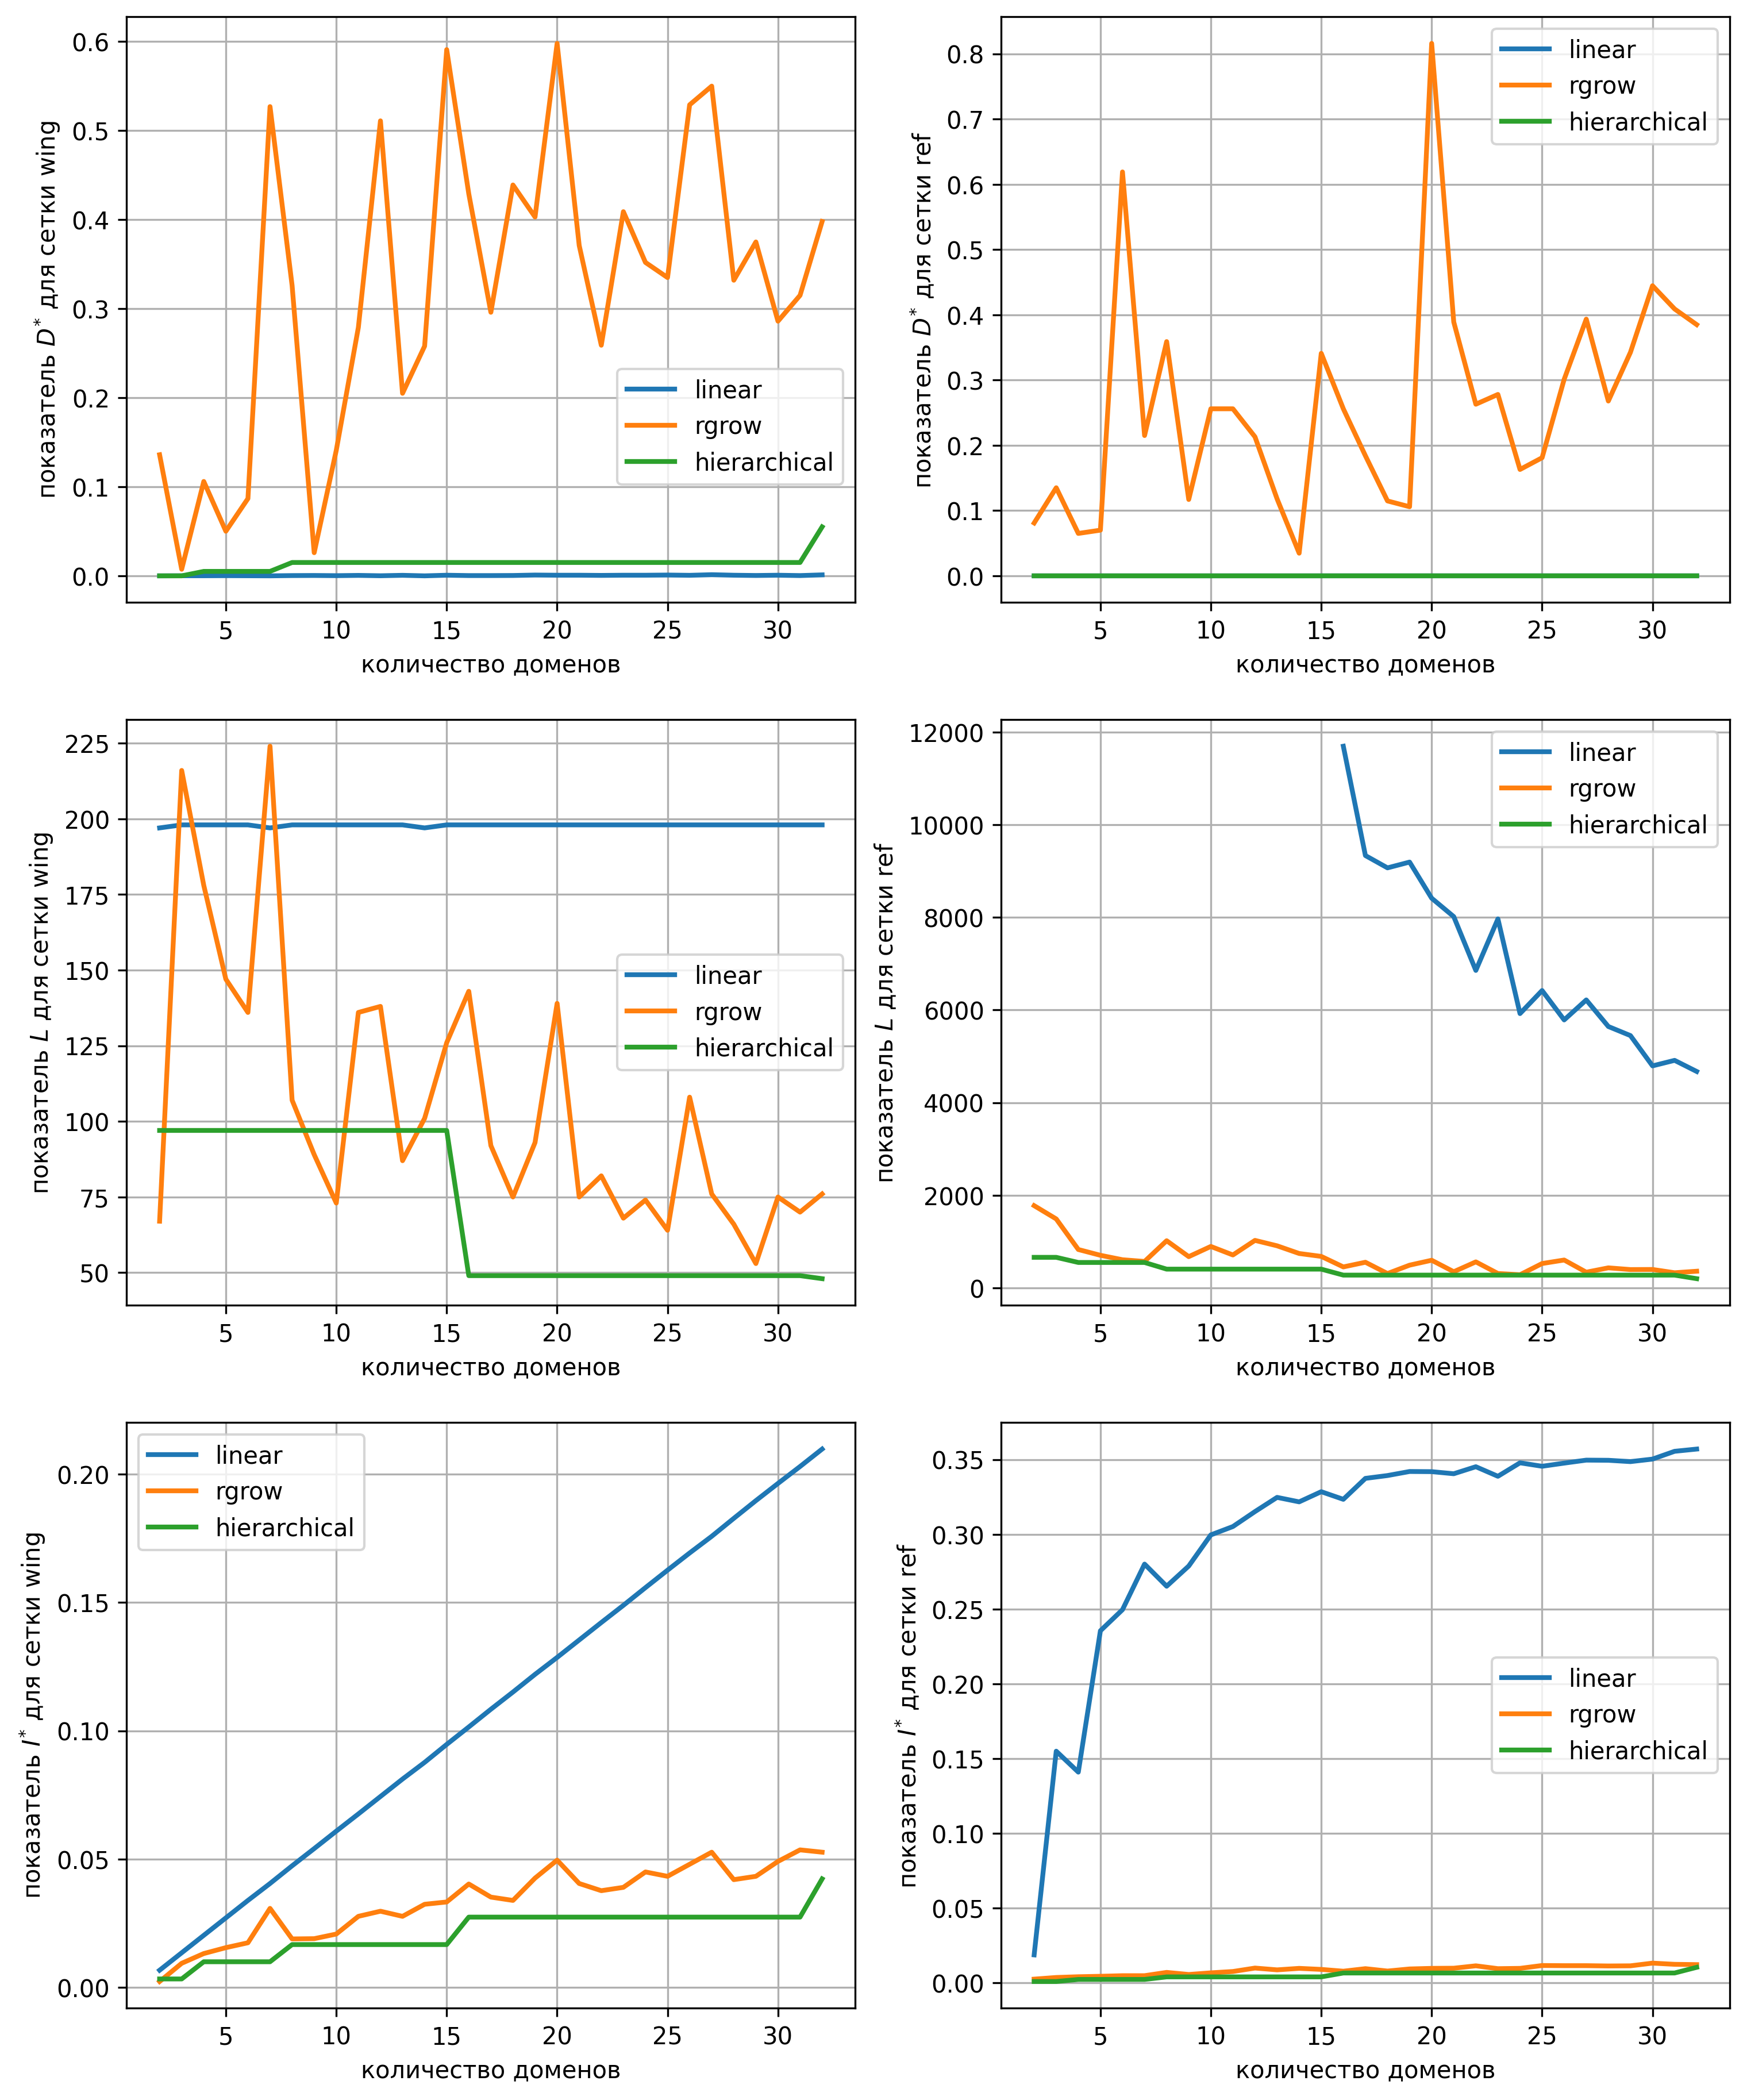 показатель D* для сетки wing
0.6
0.5
0.4
0.3
0.2
0.1
0.0
linear
rgrow
hierarchical
5 10 15 20 25 30
количество доменов
показатель D* для сетки ref
0.8
0.7
0.6
0.5
0.4
0.3
0.2
0.1
0.0
linear
rgrow
hierarchical
5 10 15 20 25 30
количество доменов
показатель L для сетки wing
225
200
175
150
125
100
75
50
linear
rgrow
hierarchical
5 10 15 20 25 30
количество доменов
показатель L для сетки ref
12000
10000
8000
6000
4000
2000
0
linear
rgrow
hierarchical
5 10 15 20 25 30
количество доменов
показатель I* для сетки wing
0.20
0.15
0.10
0.05
0.00
linear
rgrow
hierarchical
5 10 15 20 25 30
количество доменов
показатель I* для сетки ref
0.35
0.30
0.25
0.20
0.15
0.10
0.05
0.00
linear
rgrow
hierarchical
5 10 15 20 25 30
количество доменов